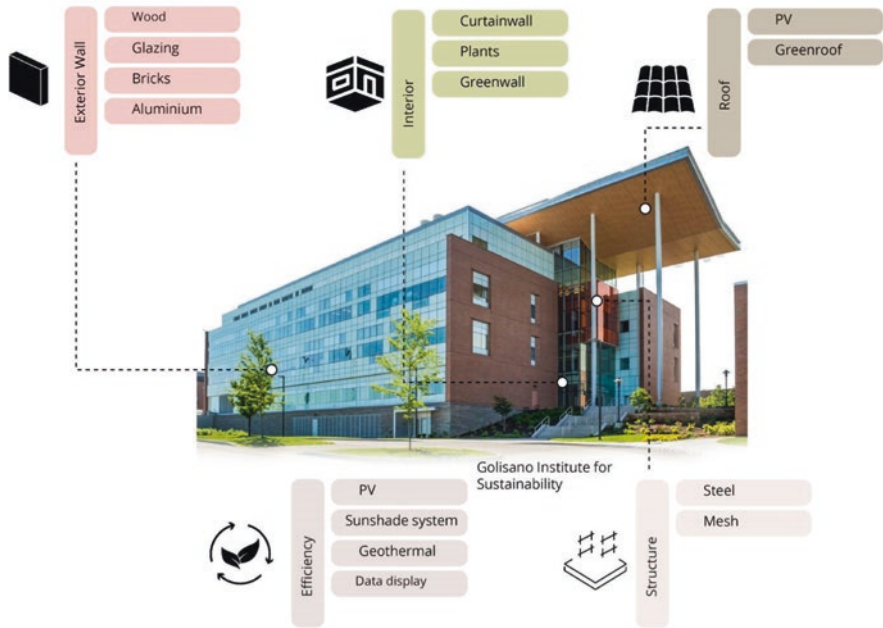 Exterior Wall
Wood
Glazing
Bricks
Aluminium
Interior
Curtainwall
Plants
Greenwall
Roof
PV
Greenroof
Golisano Institute for
Sustainability
Efficiency
PV
Sunshade system
Geothermal
Data display
Structure
Steel
Mesh